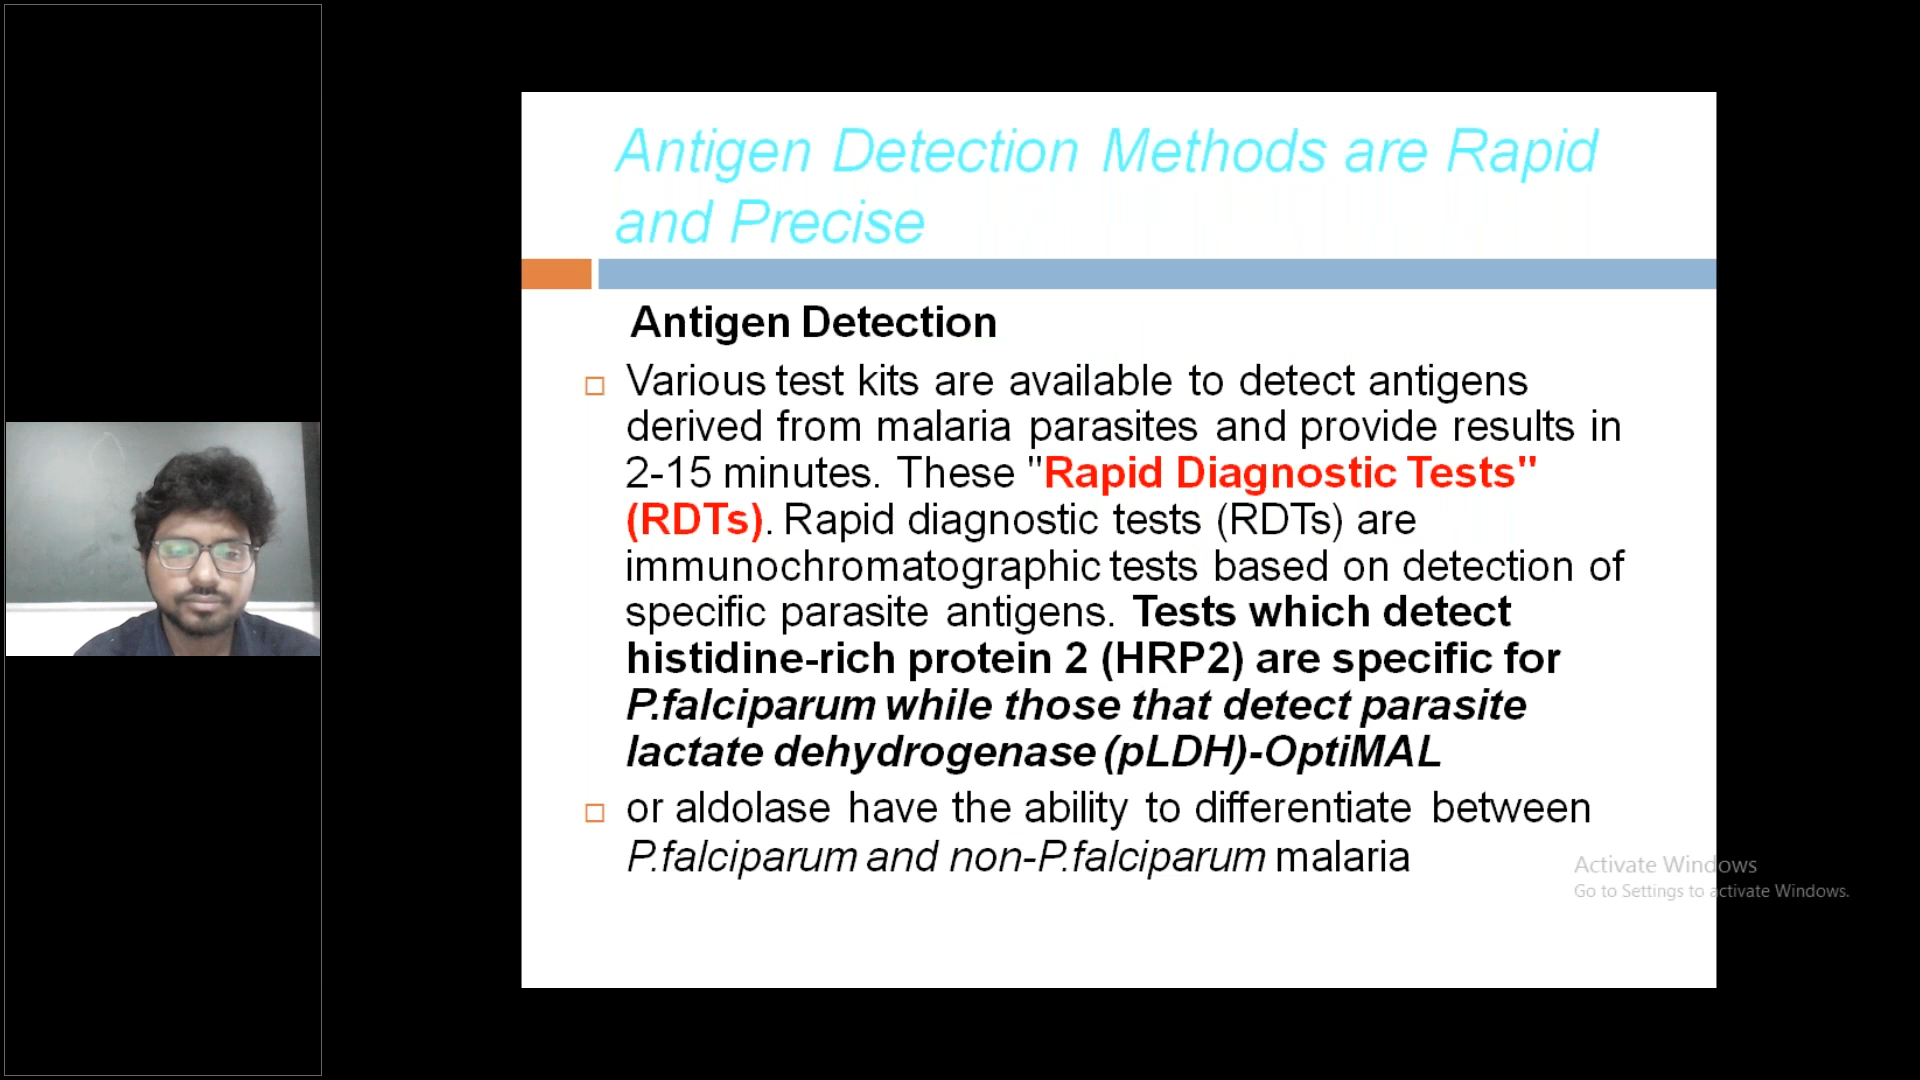 Antigen Detection Methods are Rapid
and Precise
Antigen Detection
Various test kits are available to detect antigens
derived from malaria parasites and provide results in
2-15 minutes. These "Rapid Diagnostic Tests"
(RDTs). Rapid diagnostic tests (RDTs) are
immunochromatographic tests based on detection of
specific parasite antigens. Tests which detect
histidine-rich protein 2 (HRP2) are specific for
P.falciparum while those that detect parasite
lactate dehydrogenase (pLDH)-OptiMAL
or aldolase have the ability to differentiate between
P.falciparum and non-P.falciparum malaria
Activate Windows
Go to Settings to activate Windows.